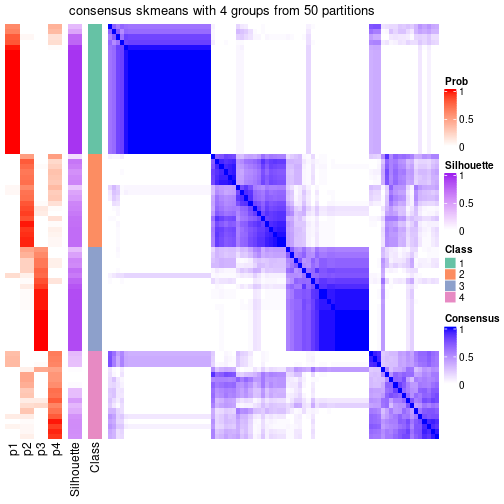 consensus skmeans with 4 groups from 50 partitions
Prob
1
0.5
0
Silhouette
1
0.5
0
Class
1
2
3
4
Consensus
1
0.5
0
p1
p2
p3
p4
Silhouette
Class